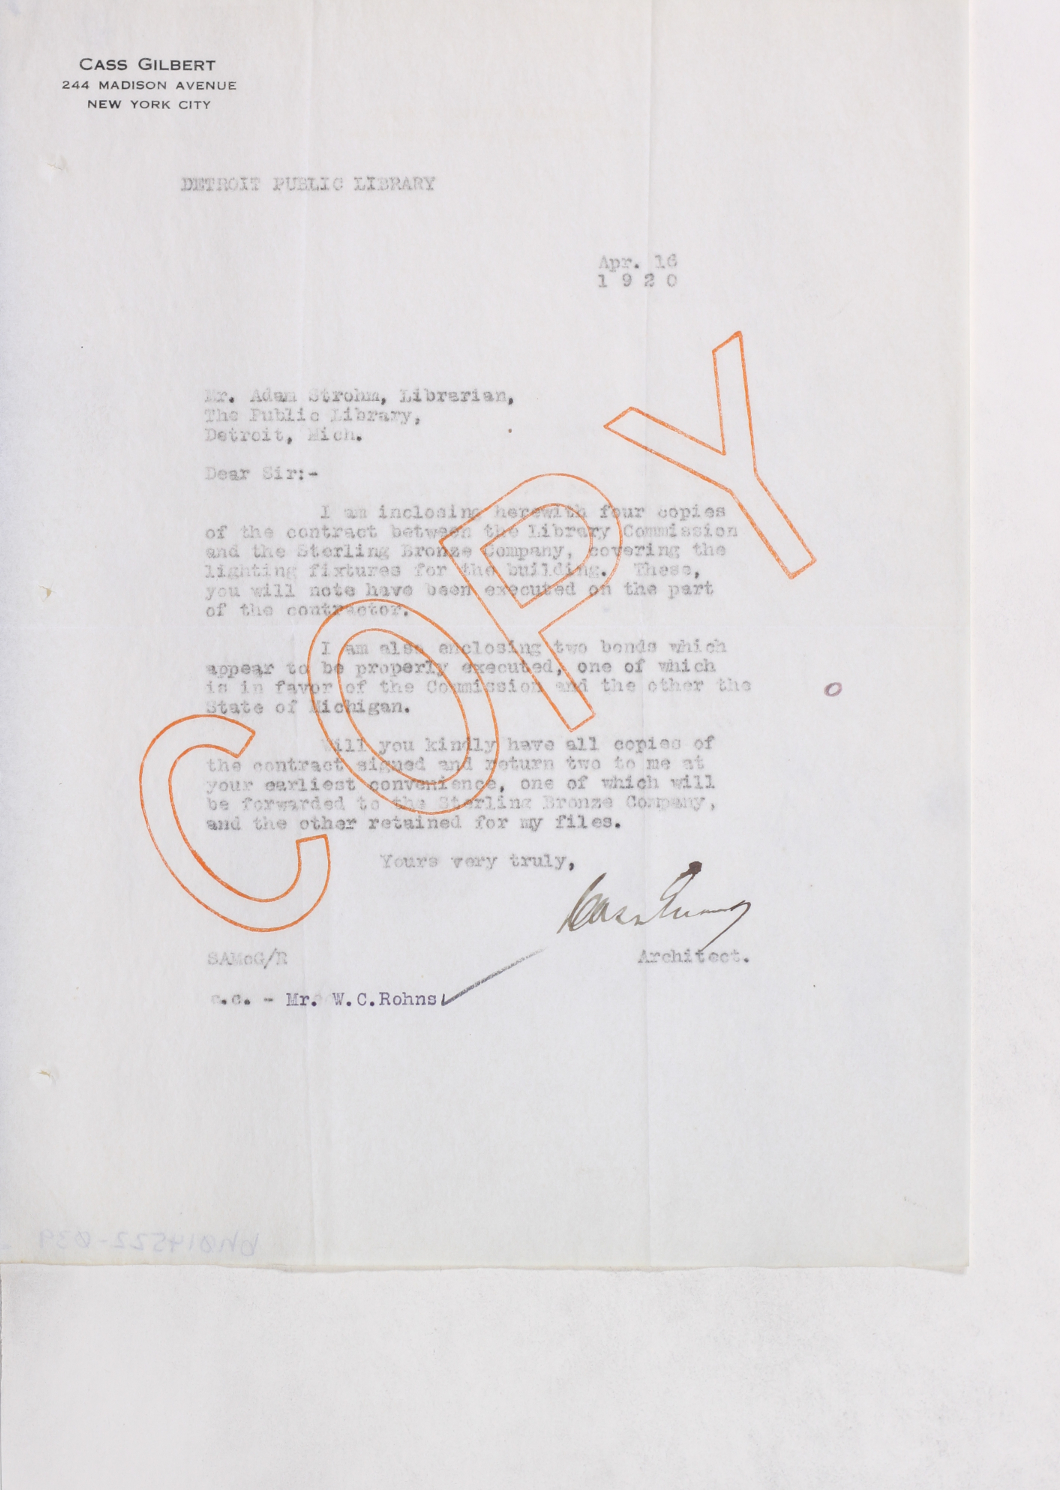 CASS GILBERT
244 MADISON AVENUE
NEW YORK CITY
DETROIT PUBLIC LIBRARY
Apr. 16
1 9 2 0
Mr. Adam Strohm, Librarian,
The Public Library,
Detroit, Mich.
Dear Sir:-
I am inclosing herewith four copies
of the contract between the Library Commission
and the Sterling Bronze Company, covering the
lighting fixtures for the building. These,
you will note have been executed on the part
of the contractor.
I am also enclosing two bonds which
appear to be properly executed, one of which
is in favor of the Commission and the other the
State of Michigan.
Will you kindly have all copies of
the contract signed and return two to me at
your earliest convenience, one of which will
be forwarded to the Sterling Bronze Company,
and the other retained for my files.
Yours very truly,
Cass Gilbert
SAMcG/R Architect.
c.c. - Mr. W.C.Rohns
COPY